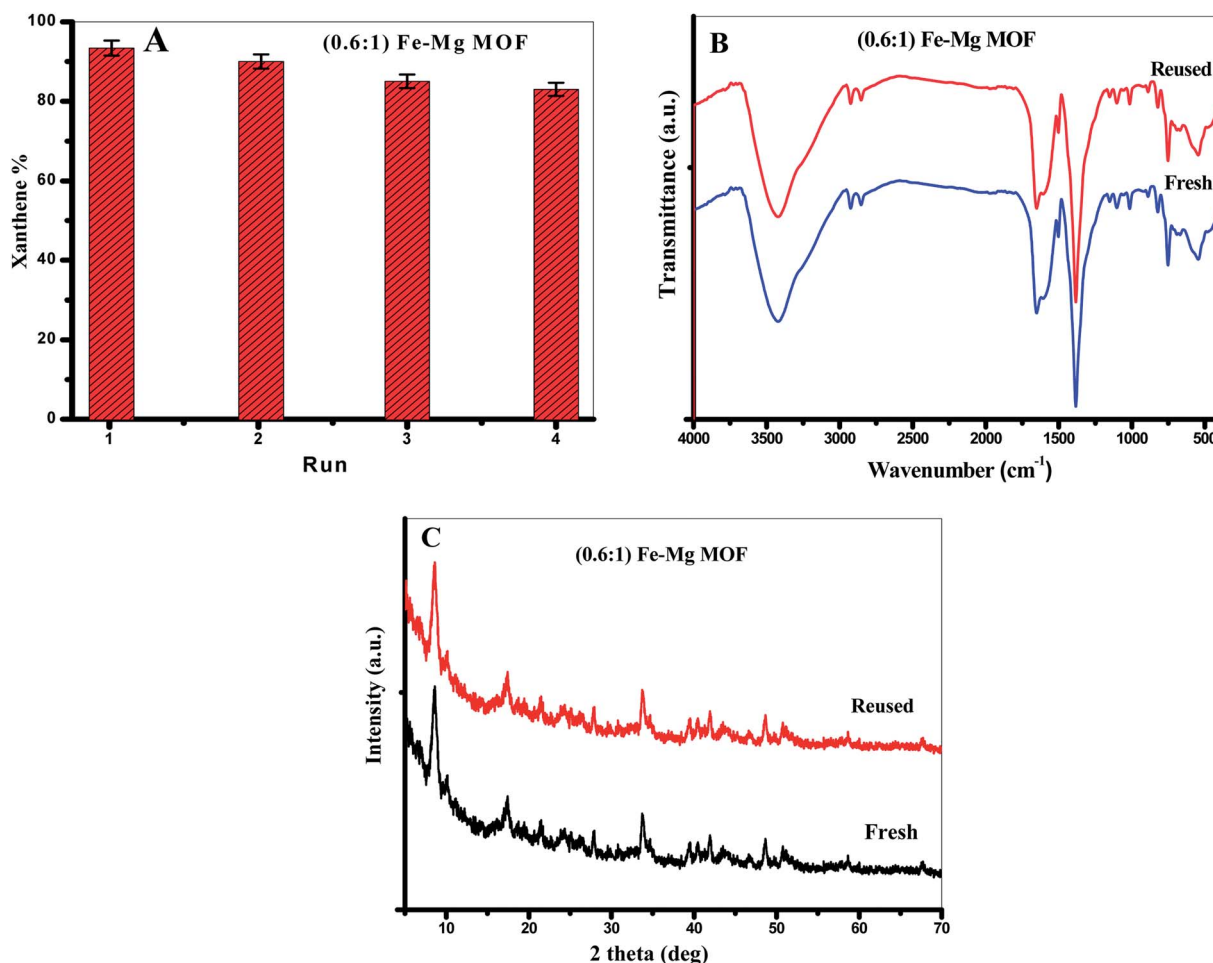 A
(0.6:1) Fe-Mg MOF
Xanthene %
100
80
60
40
20
0
1 2 3 4
Run
B
(0.6:1) Fe-Mg MOF
Reused
Fresh
Transmittance (a.u.)
4000 3500 3000 2500 2000 1500 1000 500
Wavenumber (cm⁻¹)
C
(0.6:1) Fe-Mg MOF
Reused
Fresh
Intensity (a.u.)
10 20 30 40 50 60 70
2 theta (deg)